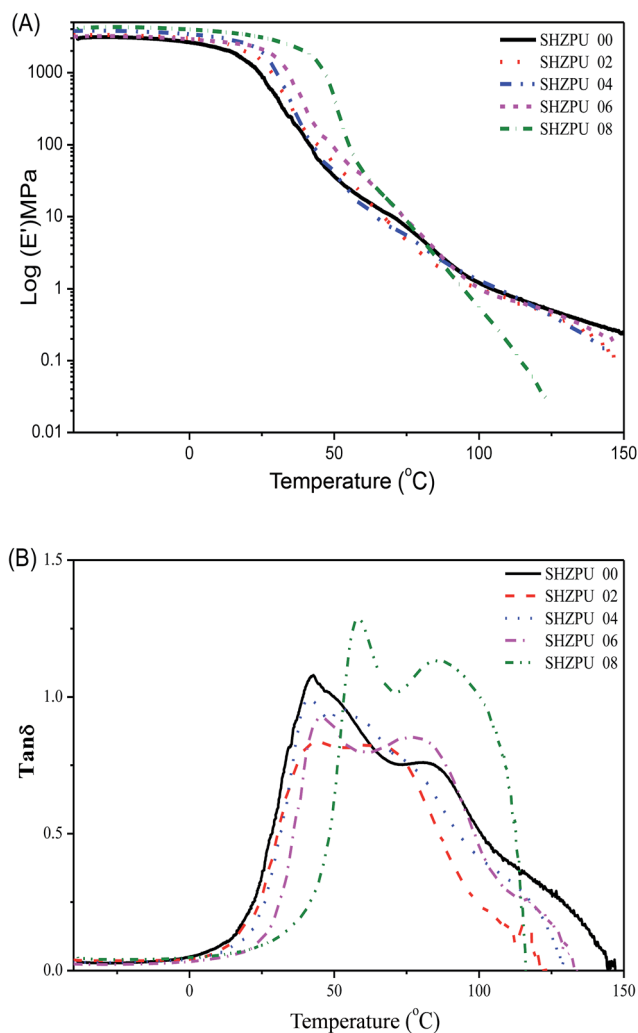 (A)
SHZPU 00
SHZPU 02
SHZPU 04
SHZPU 06
SHZPU 08
1000
100
10
1
0.1
0.01
Log (E')MPa
0
50
100
150
Temperature (°C)
(B)
SHZPU 00
SHZPU 02
SHZPU 04
SHZPU 06
SHZPU 08
1.5
1.0
0.5
0.0
Tanδ
0
50
100
150
Temperature (°C)